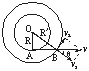 O
R R'
v₂
A B θ v
v₁